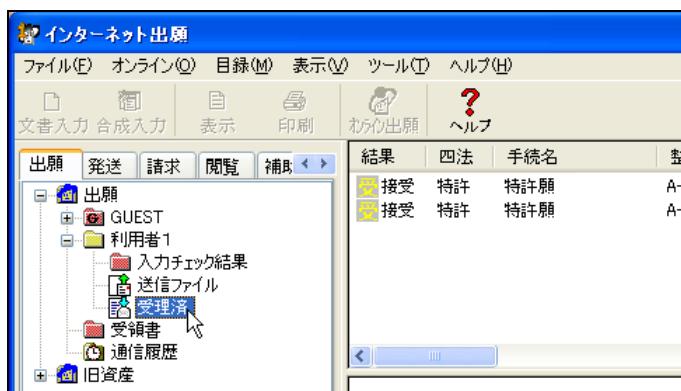 インターネット出願
ファイル(F) オンライン(O) 目録(M) 表示(V) ツール(T) ヘルプ(H)
文書入力 合成入力 表示 印刷 オンライン出願 ヘルプ
出願 発送 請求 閲覧 補助
結果 四法 手続名 整
受 接受 特許 特許願 A-
受 接受 特許 特許願 A-
出願
GUEST
利用者1
入力チェック結果
送信ファイル
受理済
受領書
通信履歴
旧資産